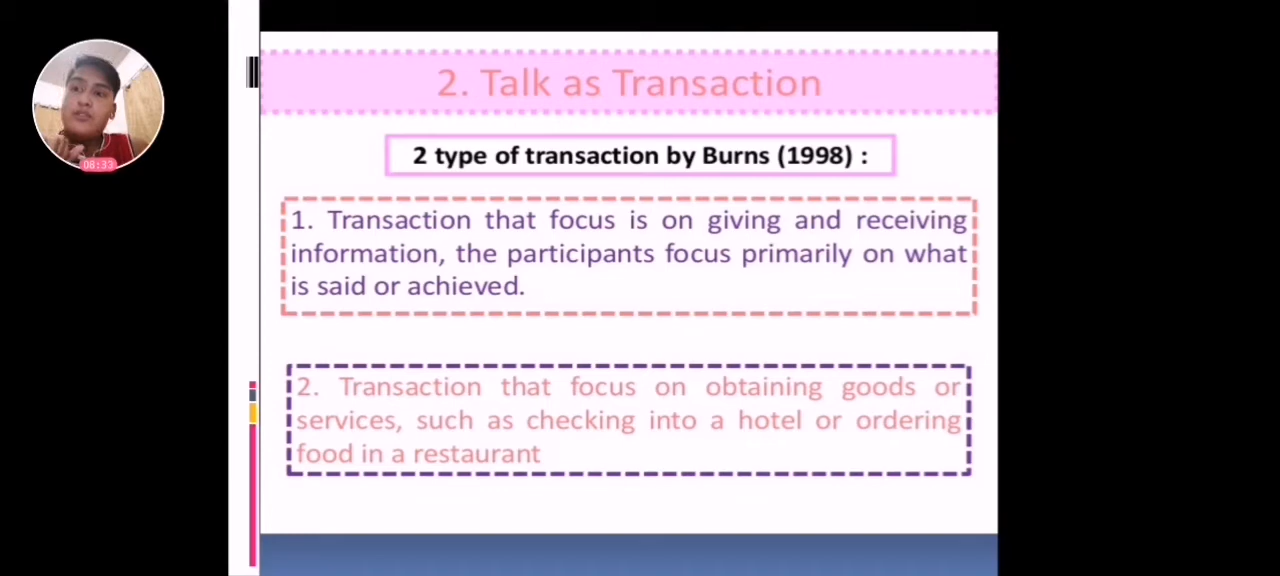 2. Talk as Transaction
2 type of transaction by Burns (1998) :
1. Transaction that focus is on giving and receiving
information, the participants focus primarily on what
is said or achieved.
2. Transaction that focus on obtaining goods or
services, such as checking into a hotel or ordering
food in a restaurant
08:33